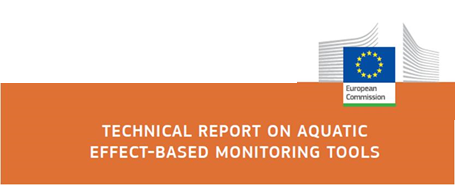 European
Commission
TECHNICAL REPORT ON AQUATIC
EFFECT-BASED MONITORING TOOLS